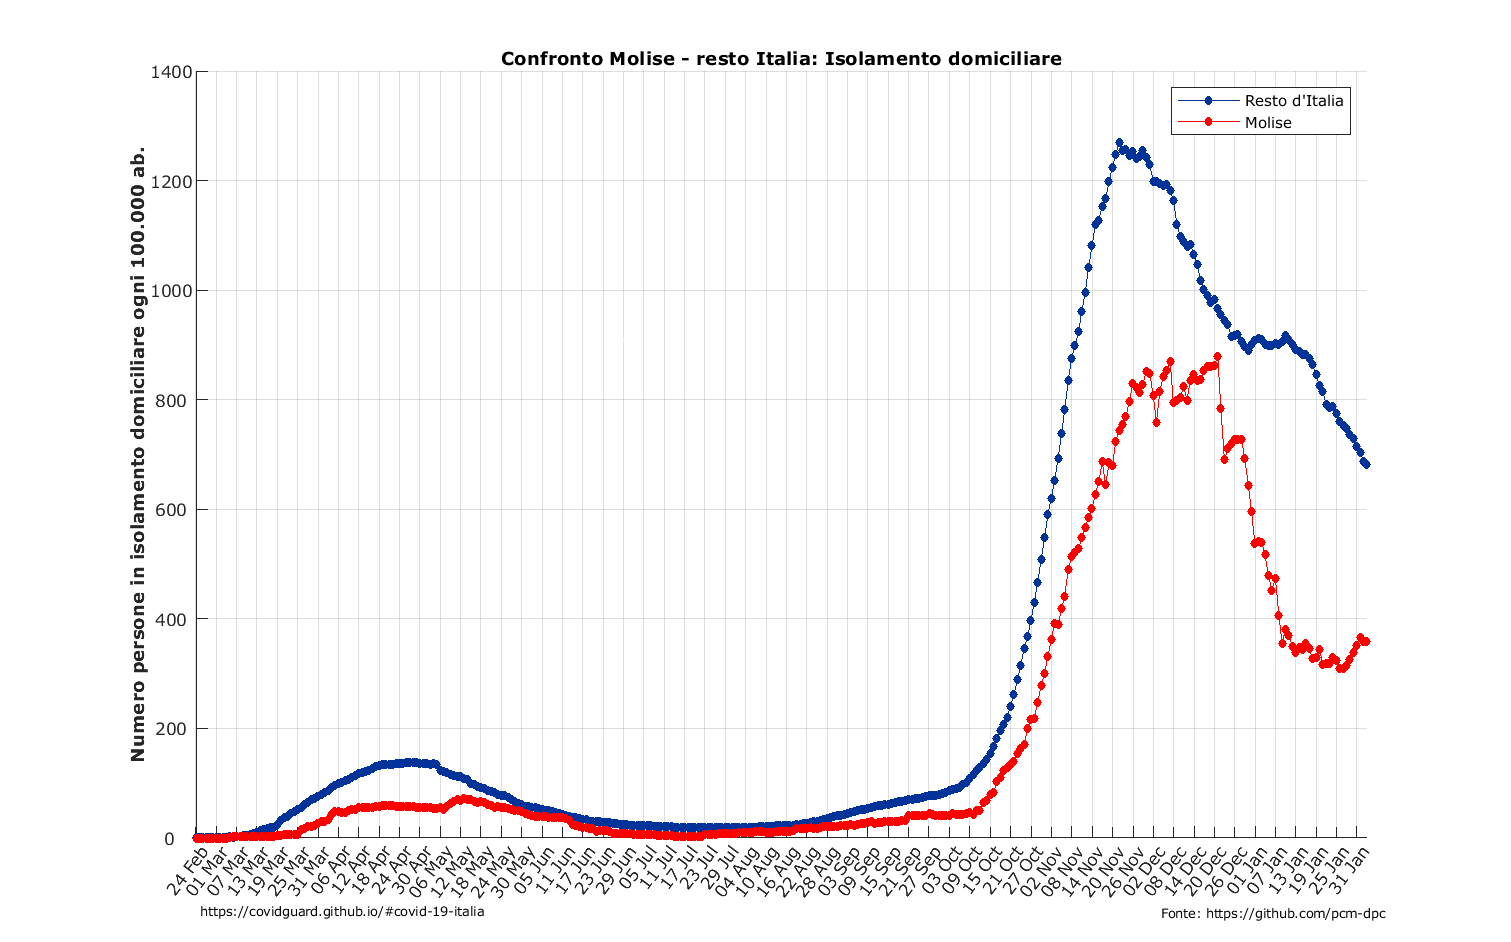 Confronto Molise - resto Italia: Isolamento domiciliare
Resto d'Italia
Molise
Numero persone in isolamento domiciliare ogni 100.000 ab.
1400
1200
1000
800
600
400
200
0
24 Feb
01 Mar
07 Mar
13 Mar
19 Mar
25 Mar
31 Mar
06 Apr
12 Apr
18 Apr
24 Apr
30 Apr
06 May
12 May
18 May
24 May
30 May
05 Jun
11 Jun
17 Jun
23 Jun
29 Jun
05 Jul
11 Jul
17 Jul
23 Jul
29 Jul
04 Aug
10 Aug
16 Aug
22 Aug
28 Aug
03 Sep
09 Sep
15 Sep
21 Sep
27 Sep
03 Oct
09 Oct
15 Oct
21 Oct
27 Oct
02 Nov
08 Nov
14 Nov
20 Nov
26 Nov
02 Dec
08 Dec
14 Dec
20 Dec
26 Dec
01 Jan
07 Jan
13 Jan
19 Jan
25 Jan
31 Jan
https://covidguard.github.io/#covid-19-italia
Fonte: https://github.com/pcm-dpc